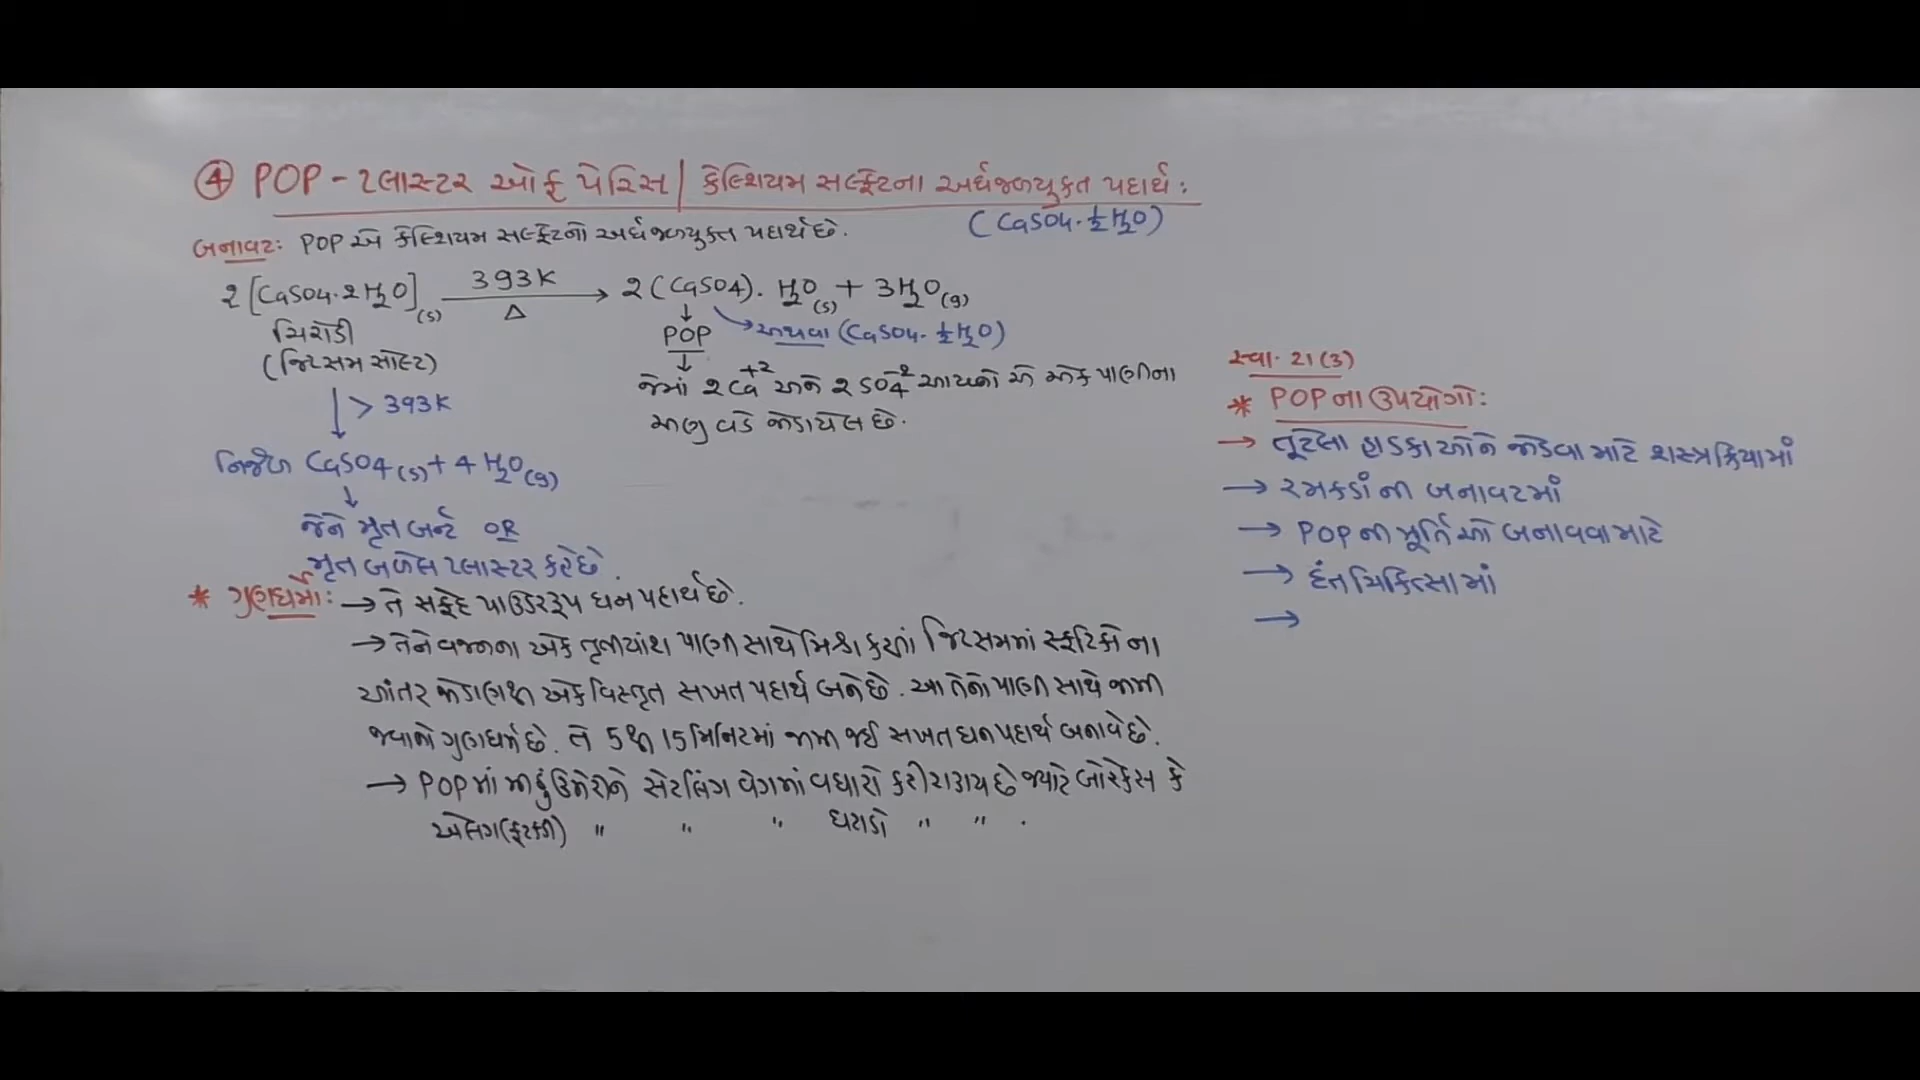 ④ POP - પ્લાસ્ટર ઓફ પેરિસ | કેલ્શિયમ સલ્ફેટના અર્ધજળયુક્ત પદાર્થ :
(CaSO4·½H2O)
બનાવટ: POP એ કેલ્શિયમ સલ્ફેટનો અર્ધજળયુક્ત પદાર્થ છે.
2[CaSO4·2H2O](s) 393K → Δ 2(CaSO4)·H2O(s) + 3H2O(g)
ચિરોડી
(જિપ્સમ સોલ્ટ)
↓ POP → અથવા (CaSO4·½H2O)
↓ જેમાં 2Ca+2 અને 2SO4-2 આયનો એ એક પાણીના
અણુ વડે જોડાયેલ છે.
↓ > 393K
નિર્જળ CaSO4(s) + 4H2O(g)
↓
જેને મૃત બર્ન્ટ OR
મૃત બળેલ પ્લાસ્ટર કહે છે.
* ગુણધર્મો: → તે સફેદ પાઉડરરૂપ ઘન પદાર્થ છે.
→ તેને વજનના એક તૃતીયાંશ પાણી સાથે મિશ્ર કરતાં જિપ્સમમાં સ્ફટિકોના
આંતર જોડાણથી એક વિસ્તૃત સખત પદાર્થ બને છે. આ તેનો પાણી સાથે જામી
જવાનો ગુણધર્મ છે. તે 5 થી 15 મિનિટમાં જામી જઈ સખત ઘન પદાર્થ બનાવે છે.
→ POP માં મીઠું ઉમેરીને સેટલિંગ વેગમાં વધારો કરી શકાય છે જ્યારે બોરેક્સ કે
એલમ(ફટકડી) " " " ઘટાડો " " .
સ્વા. 21(3)
* POP ના ઉપયોગો:
→ તૂટેલા હાડકાઓને જોડવા માટે શસ્ત્રક્રિયામાં
→ રમકડાંની બનાવટમાં
→ POP ની મૂર્તિઓ બનાવવા માટે
→ દંતચિકિત્સામાં
→